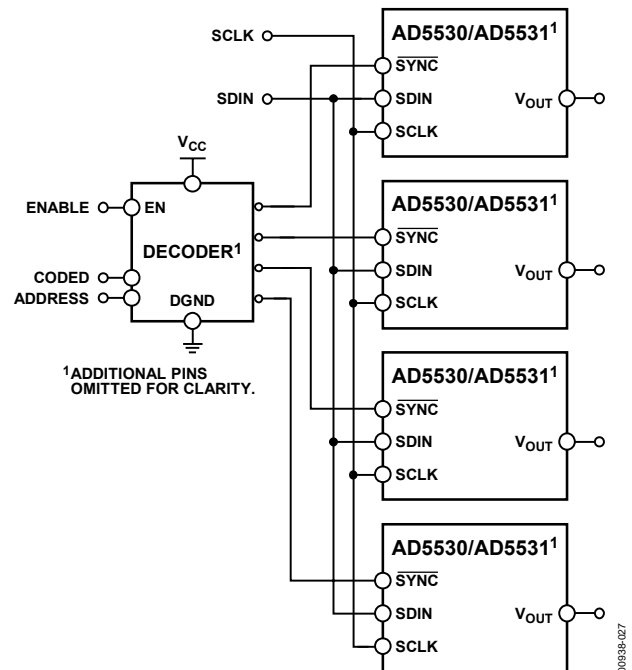 SCLK
SDIN
VCC
ENABLE
EN
DECODER1
CODED
ADDRESS
DGND
1ADDITIONAL PINS
OMITTED FOR CLARITY.
AD5530/AD55311
SYNC
SDIN
VOUT
SCLK
AD5530/AD55311
SYNC
SDIN
VOUT
SCLK
AD5530/AD55311
SYNC
SDIN
VOUT
SCLK
AD5530/AD55311
SYNC
SDIN
VOUT
SCLK
00938-027